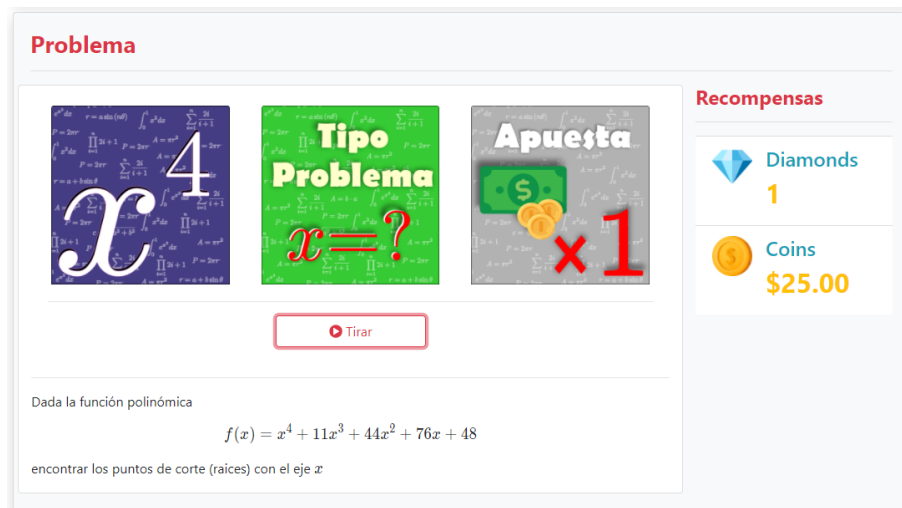 Problema
x⁴
Tipo
Problema
x=?
Apuesta
$
×1
Tirar
Recompensas
Diamonds
1
$
Coins
$25.00
Dada la función polinómica
f(x) = x⁴ + 11x³ + 44x² + 76x + 48
encontrar los puntos de corte (raices) con el eje x